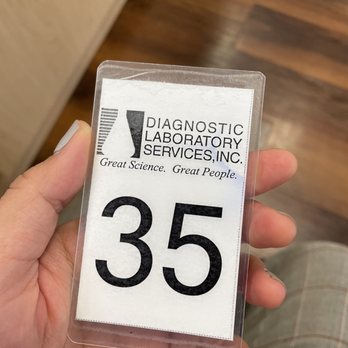 DIAGNOSTIC
LABORATORY
SERVICES,INC.
Great Science. Great People.
35